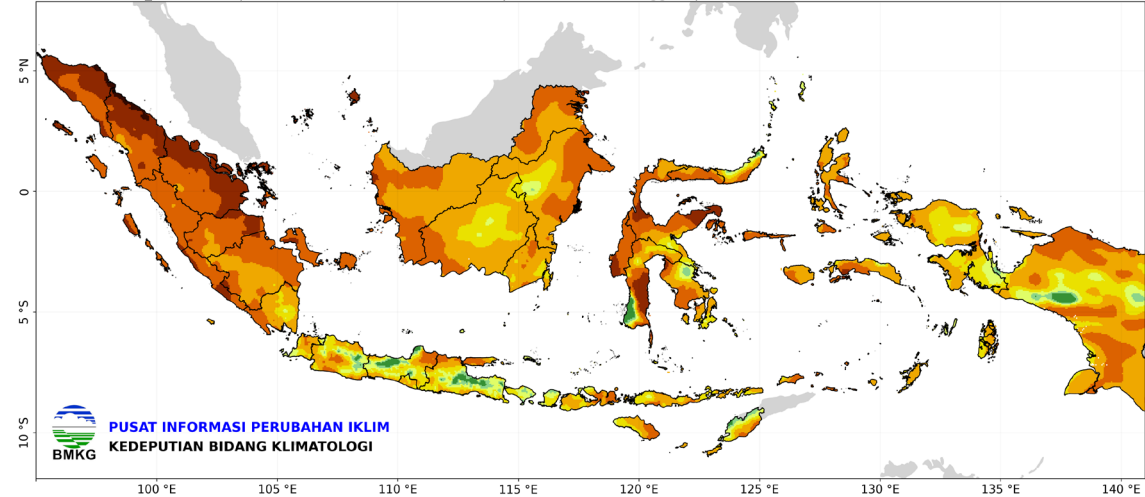 5 °N
0
5 °S
10 °S
BMKG
PUSAT INFORMASI PERUBAHAN IKLIM
KEDEPUTIAN BIDANG KLIMATOLOGI
100 °E
105 °E
110 °E
115 °E
120 °E
125 °E
130 °E
135 °E
140 °E